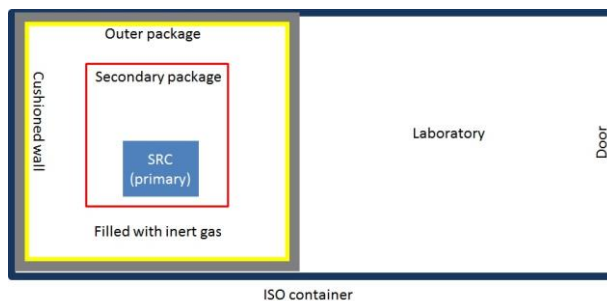 Outer package
Cushioned wall
Secondary package
SRC
(primary)
Filled with inert gas
Laboratory
Door
ISO container